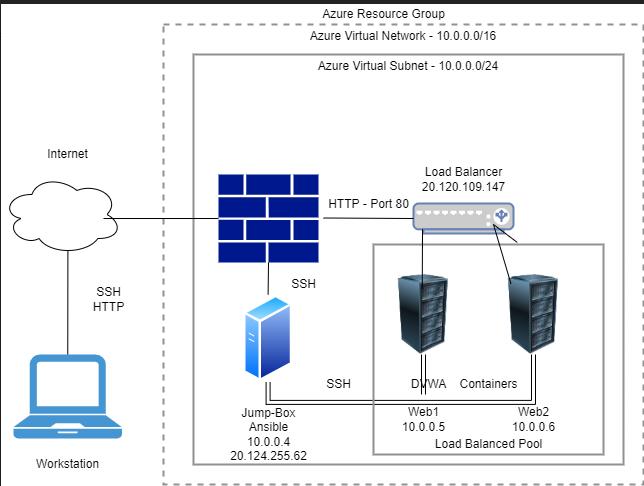 Azure Resource Group
Azure Virtual Network - 10.0.0.0/16
Azure Virtual Subnet - 10.0.0.0/24
Internet
Load Balancer
20.120.109.147
HTTP - Port 80
SSH
SSH
HTTP
SSH
DVWA Containers
Jump-Box
Ansible
10.0.0.4
20.124.255.62
Web1
10.0.0.5
Web2
10.0.0.6
Load Balanced Pool
Workstation